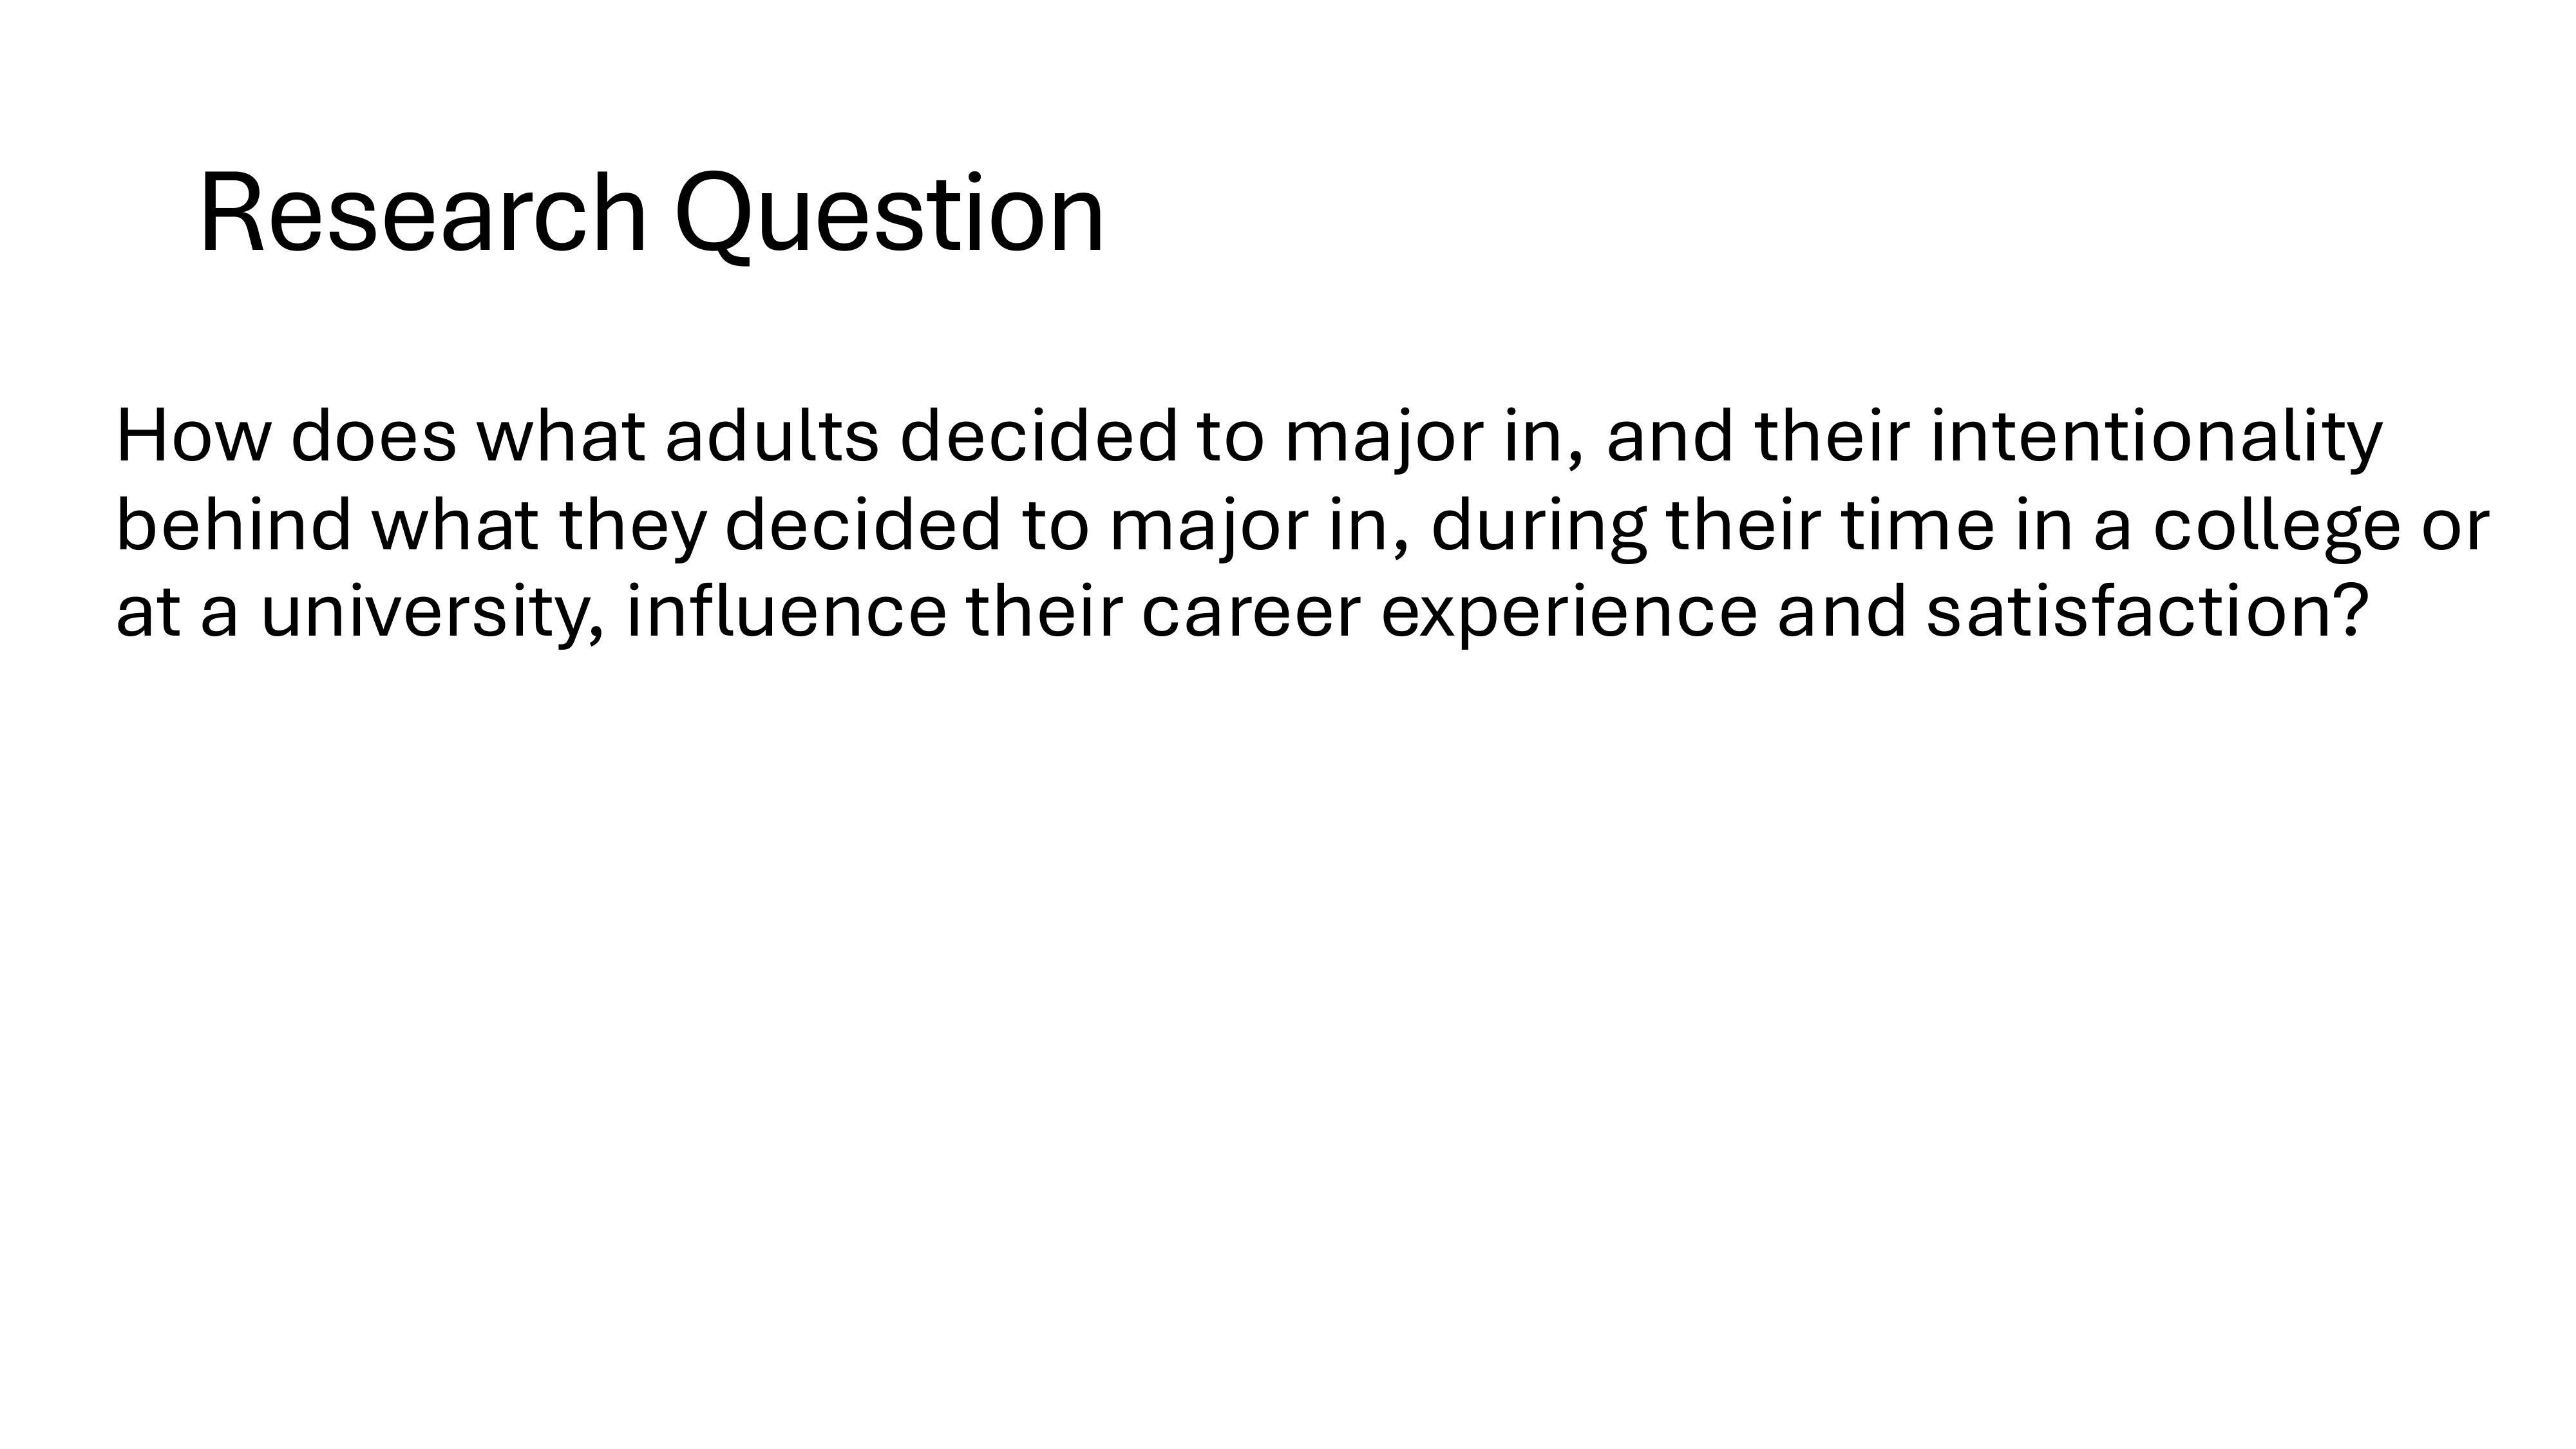 Research Question
How does what adults decided to major in, and their intentionality
behind what they decided to major in, during their time in a college or
at a university, influence their career experience and satisfaction?